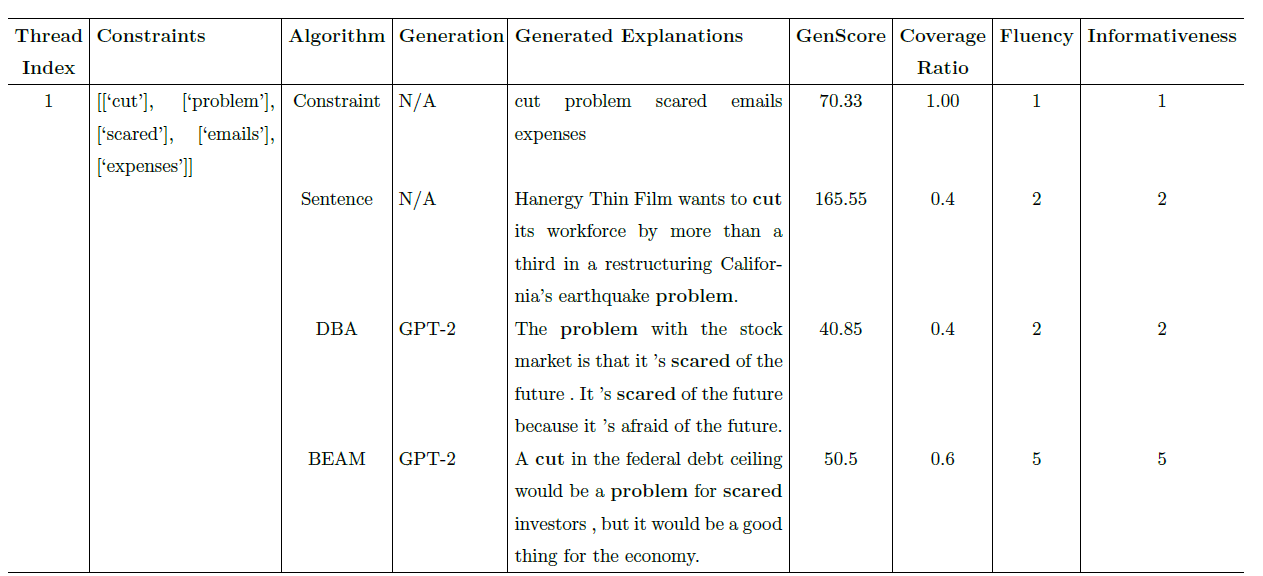 Thread Constraints Algorithm Generation Generated Explanations GenScore Coverage Fluency Informativeness
Index Ratio
1 [[‘cut’], [‘problem’], Constraint N/A cut problem scared emails 70.33 1.00 1 1
[‘scared’], [‘emails’], expenses
[‘expenses’]]
Sentence N/A Hanergy Thin Film wants to cut 165.55 0.4 2 2
its workforce by more than a
third in a restructuring Califor-
nia’s earthquake problem.
DBA GPT-2 The problem with the stock 40.85 0.4 2 2
market is that it ’s scared of the
future . It ’s scared of the future
because it ’s afraid of the future.
BEAM GPT-2 A cut in the federal debt ceiling 50.5 0.6 5 5
would be a problem for scared
investors , but it would be a good
thing for the economy.